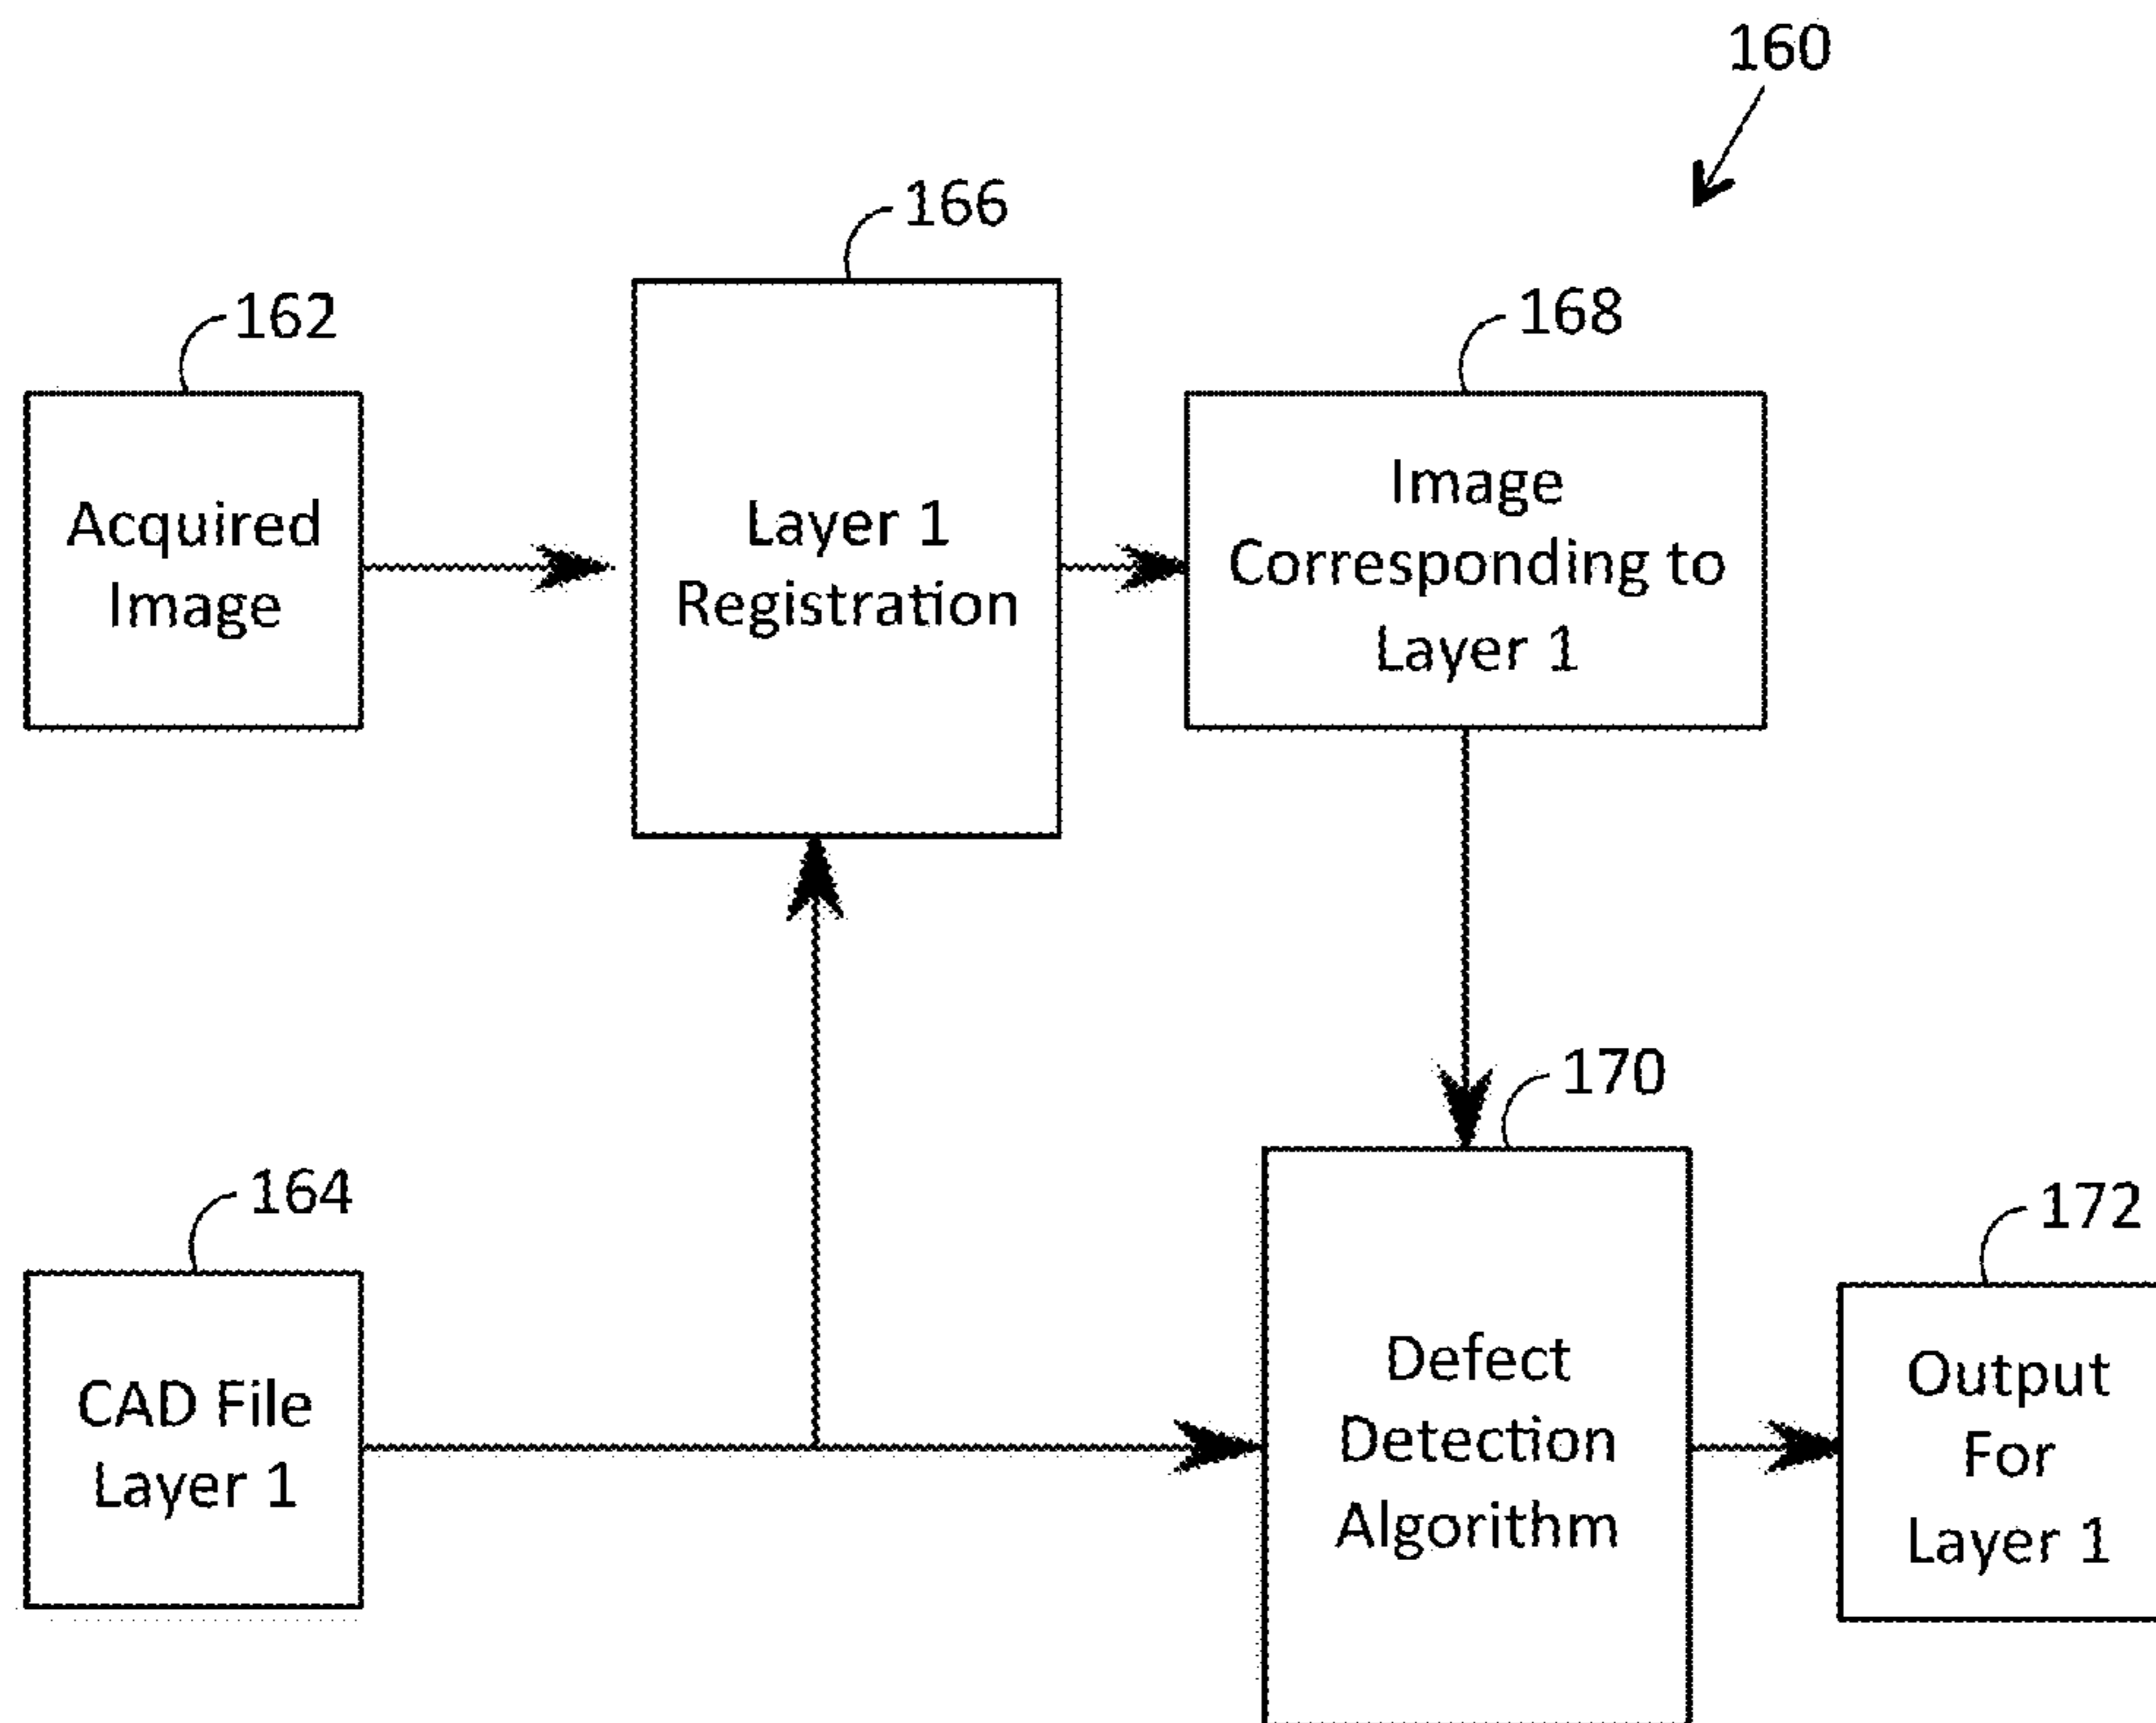 160
166
162
168
Acquired
Image
Layer 1
Registration
Image
Corresponding to
Layer 1
170
164
172
CAD File
Layer 1
Defect
Detection
Algorithm
Output
For
Layer 1